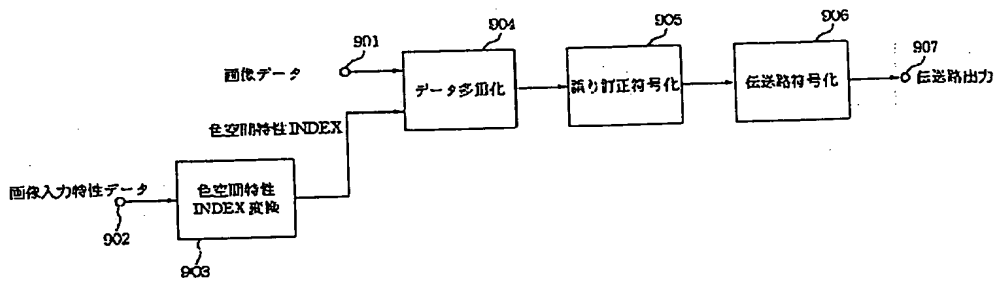 904
905
906
901
907
画像データ
データ多重化
誤り訂正符号化
伝送路符号化
伝送路出力
色空間特性INDEX
画像入力特性データ
色空間特性
INDEX変換
902
903